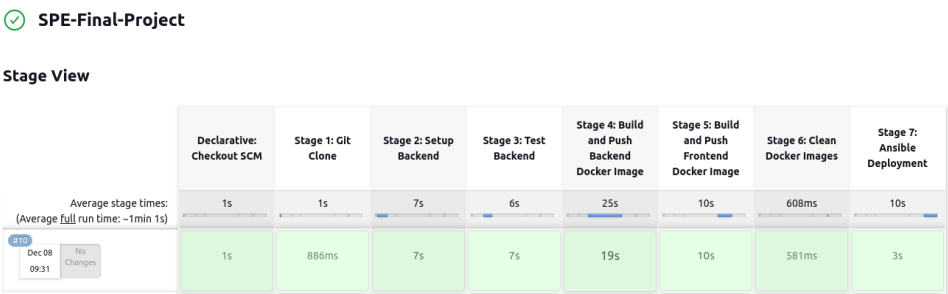 SPE-Final-Project
Stage View
Declarative:
Checkout SCM
Stage 1: Git
Clone
Stage 2: Setup
Backend
Stage 3: Test
Backend
Stage 4: Build
and Push
Backend
Docker Image
Stage 5: Build
and Push
Frontend
Docker Image
Stage 6: Clean
Docker Images
Stage 7:
Ansible
Deployment
Average stage times:
(Average full run time: ~1min 1s)
1s
1s
7s
6s
25s
10s
608ms
10s
#10
Dec 08
09:31
No
Changes
1s
886ms
7s
7s
19s
10s
581ms
3s